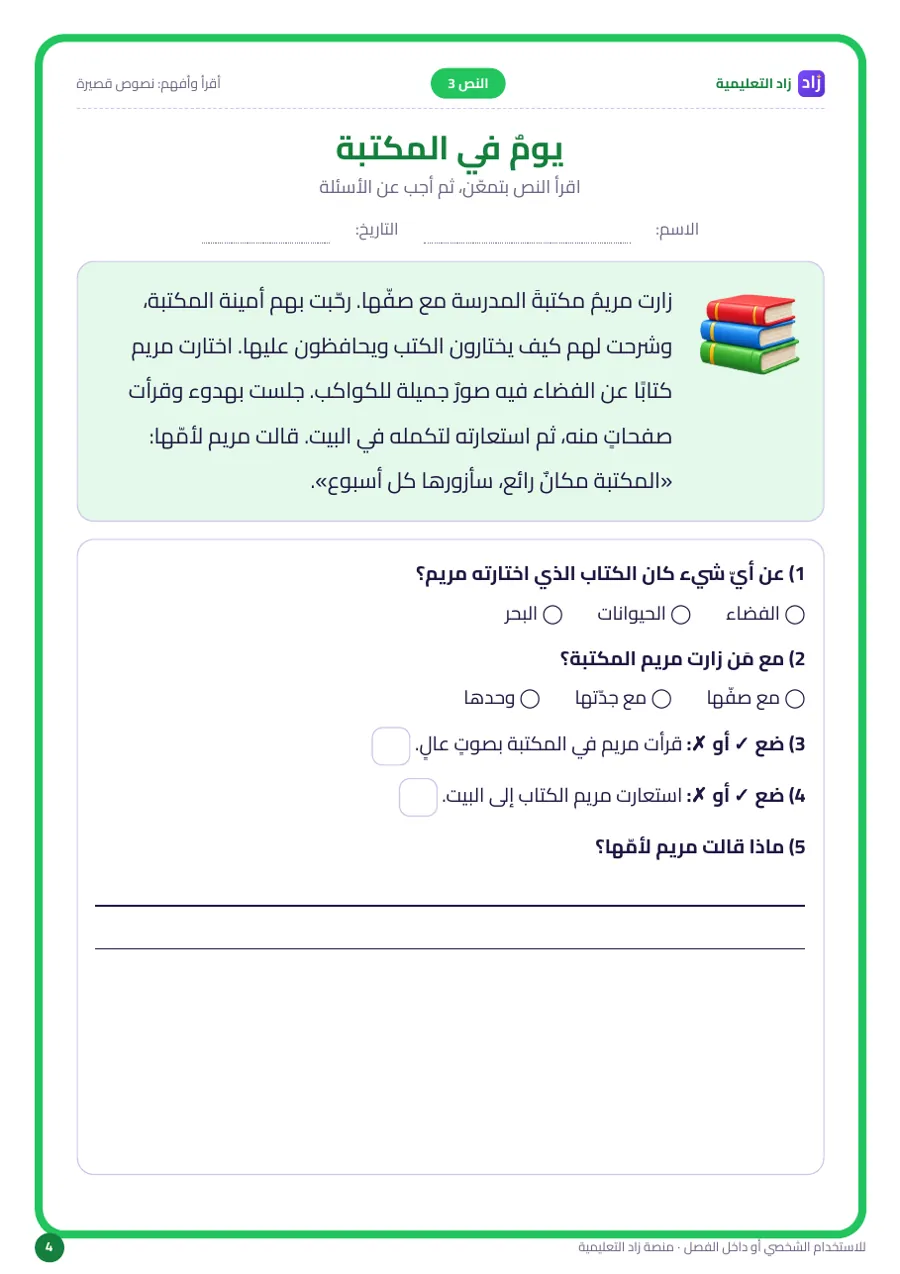 زاد زاد التعليمية
النص 3
أقرأ وأفهم: نصوص قصيرة
يومٌ في المكتبة
اقرأ النص بتمعّن، ثم أجب عن الأسئلة
الاسم: التاريخ:
زارت مريمُ مكتبةَ المدرسة مع صفّها. رحّبت بهم أمينة المكتبة،
وشرحت لهم كيف يختارون الكتب ويحافظون عليها. اختارت مريم
كتابًا عن الفضاء فيه صورٌ جميلة للكواكب. جلست بهدوء وقرأت
صفحاتٍ منه، ثم استعارته لتكمله في البيت. قالت مريم لأمّها:
«المكتبة مكانٌ رائع، سأزورها كل أسبوع».
1) عن أيّ شيء كان الكتاب الذي اختارته مريم؟
◯ الفضاء ◯ الحيوانات ◯ البحر
2) مع مَن زارت مريم المكتبة؟
◯ مع صفّها ◯ مع جدّتها ◯ وحدها
3) ضع ✓ أو ✗: قرأت مريم في المكتبة بصوتٍ عالٍ.
4) ضع ✓ أو ✗: استعارت مريم الكتاب إلى البيت.
5) ماذا قالت مريم لأمّها؟
للاستخدام الشخصي أو داخل الفصل · منصة زاد التعليمية
4